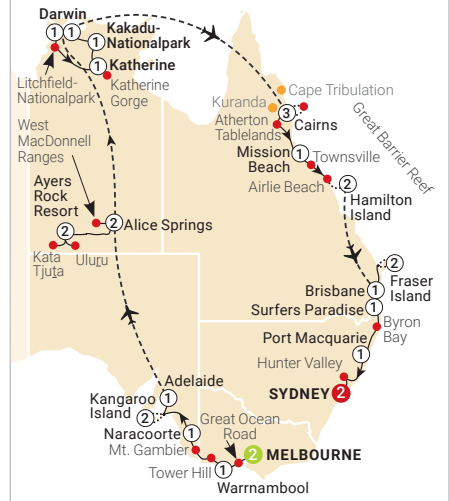 Darwin
1
1
Kakadu-
Nationalpark
1
1
Katherine
Katherine
Gorge
Litchfield-
Nationalpark
West
MacDonnell
Ranges
Ayers
Rock
Resort
2
2
Alice Springs
Kata
Tjuta
Uluru
Cape Tribulation
Kuranda
3
Cairns
Atherton
Tablelands
Great Barrier Reef
Mission
Beach
1
Townsville
Airlie Beach
2
Hamilton
Island
2
Fraser
Island
Brisbane
1
Surfers Paradise
1
Byron
Bay
Port Macquarie
1
Hunter Valley
SYDNEY
2
Adelaide
1
Kangaroo
Island
2
Naracoorte
1
Mt. Gambier
Great Ocean
Road
2
MELBOURNE
Tower Hill
1
Warrnambool